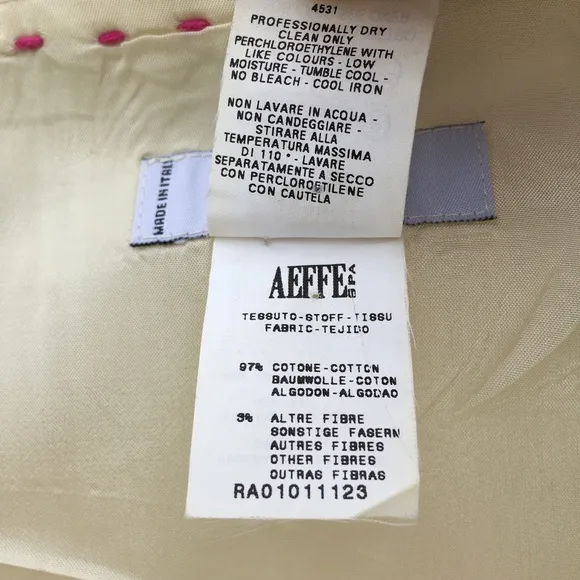 4531
PROFESSIONALLY DRY
CLEAN ONLY
PERCHLOROETHYLENE WITH
LIKE COLOURS - LOW
MOISTURE - TUMBLE COOL -
NO BLEACH - COOL IRON
NON LAVARE IN ACQUA -
NON CANDEGGIARE -
STIRARE ALLA
TEMPERATURA MASSIMA
DI 110° - LAVARE
SEPARATAMENTE A SECCO
CON PERCLOROETILENE
CON CAUTELA
MADE IN ITALY
AEFFE SPA
TESSUTO-STOFF-TISSU
FABRIC-TEJIDO
97% COTONE-COTTON
BAUMWOLLE-COTON
ALGODON-ALGODAO
3% ALTRE FIBRE
SONSTIGE FASERN
AUTRES FIBRES
OTHER FIBRES
OUTRAS FIBRAS
RA01011123